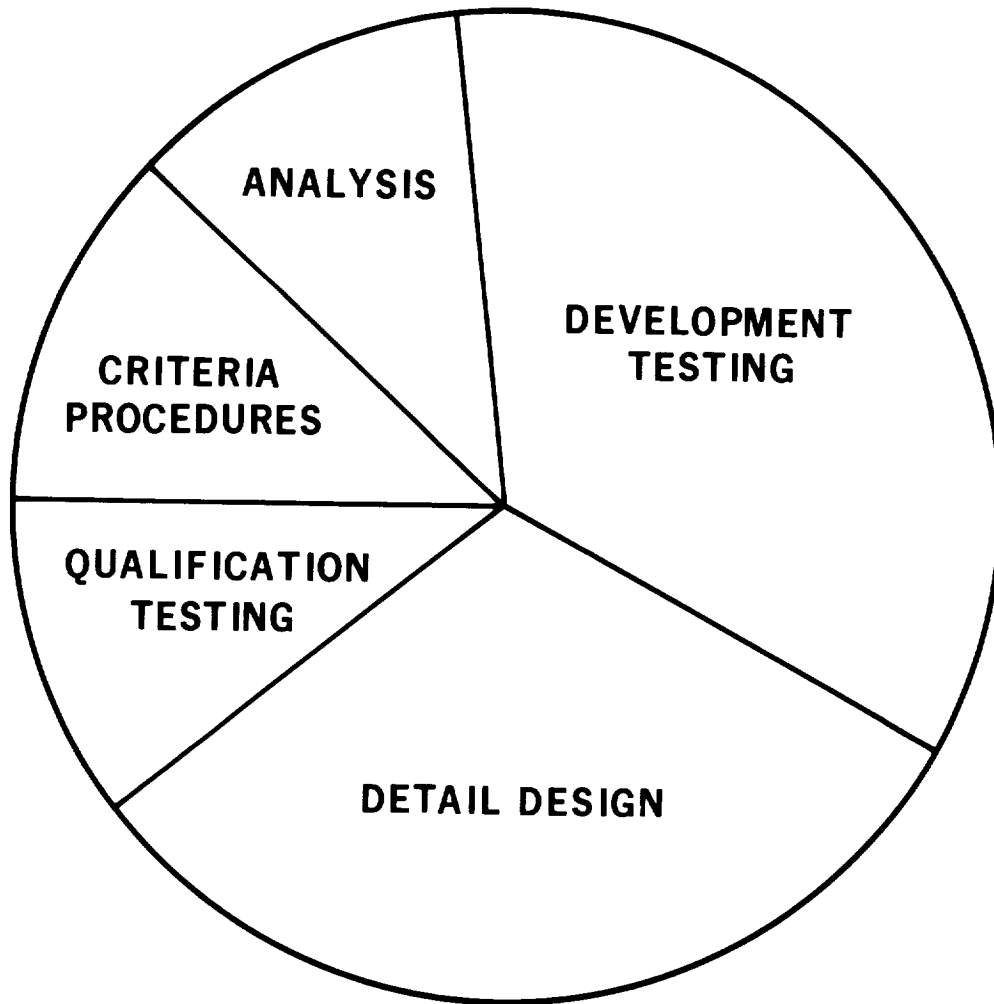 ANALYSIS
DEVELOPMENT
TESTING
CRITERIA
PROCEDURES
QUALIFICATION
TESTING
DETAIL DESIGN